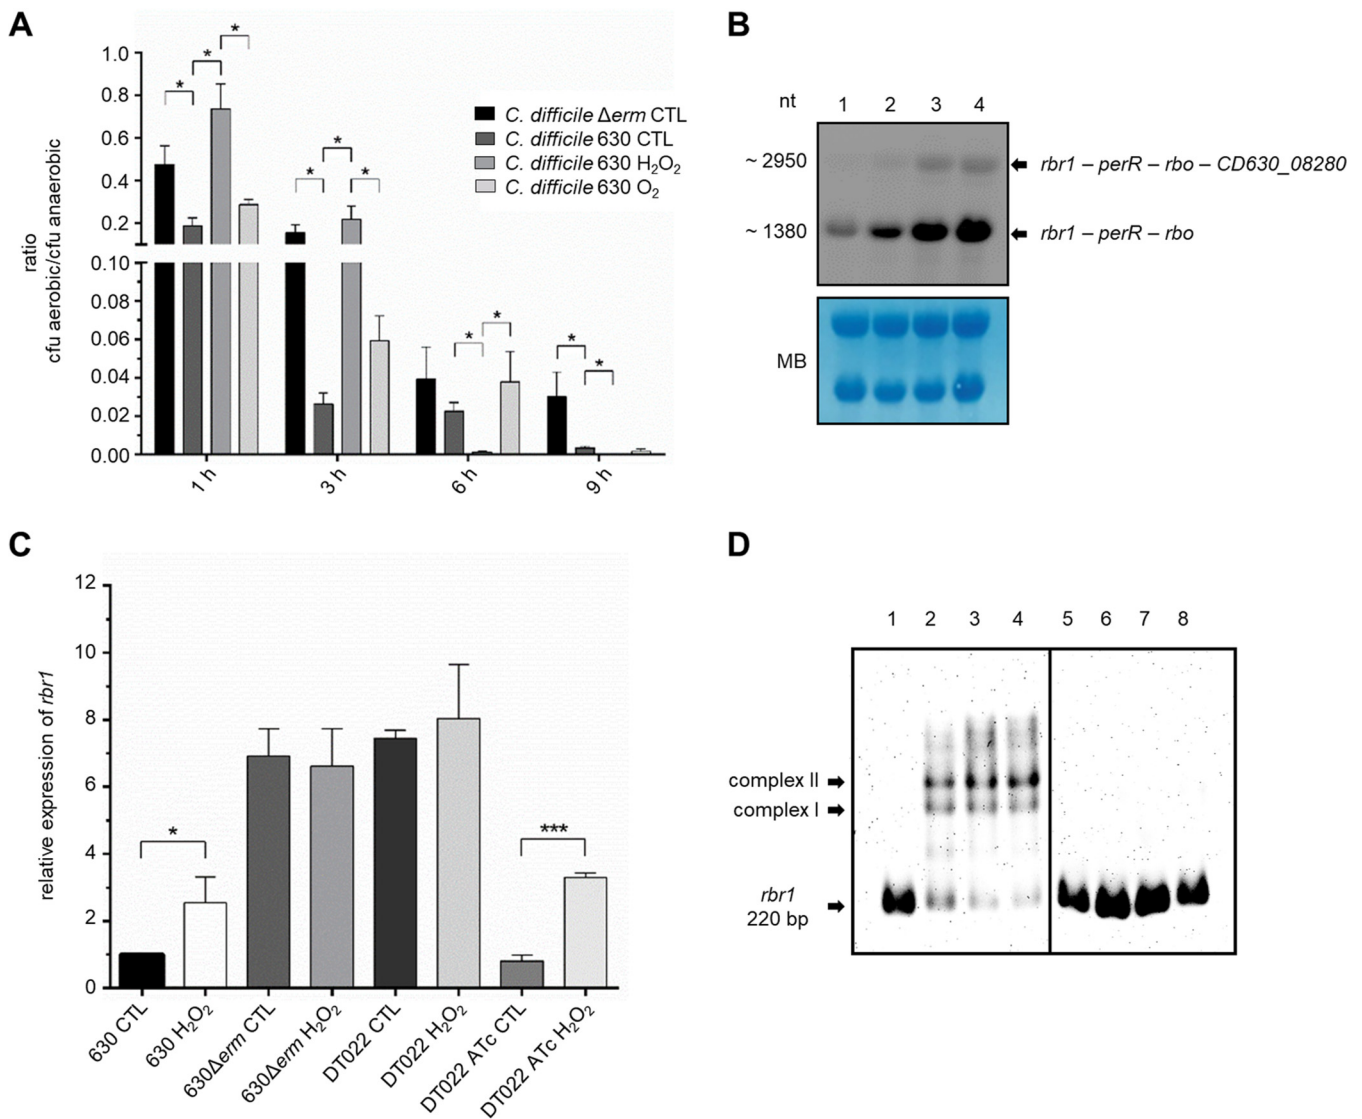 A
ratio
cfu aerobic/cfu anaerobic
1.0
0.8
0.6
0.4
0.2
0.10
0.08
0.06
0.04
0.02
0.00
* * *
* * *
* *
* *
C. difficile Δerm CTL
C. difficile 630 CTL
C. difficile 630 H₂O₂
C. difficile 630 O₂
1 h 3 h 6 h 9 h
B
nt 1 2 3 4
~ 2950 rbr1 – perR – rbo – CD630_08280
~ 1380 rbr1 – perR – rbo
MB
C
relative expression of rbr1
12
10
8
6
4
2
0
*
***
630 CTL
630 H₂O₂
630Δerm CTL
630Δerm H₂O₂
DT022 CTL
DT022 H₂O₂
DT022 ATc CTL
DT022 ATc H₂O₂
D
1 2 3 4 5 6 7 8
complex II
complex I
rbr1
220 bp